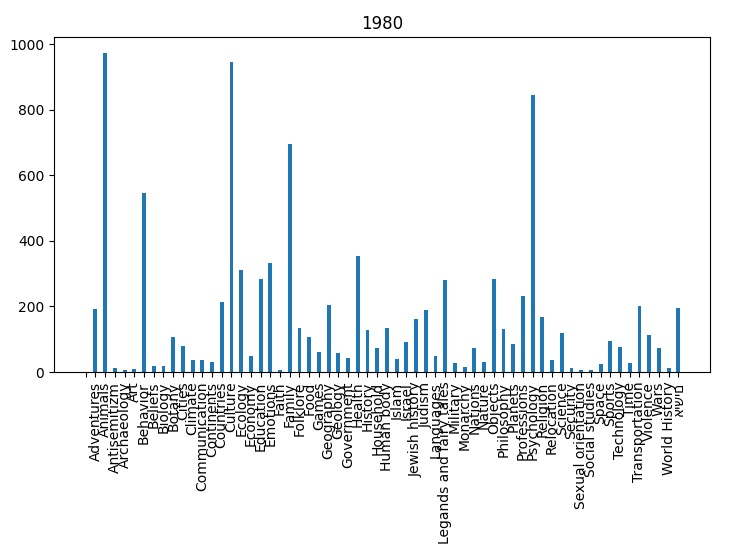 1980
1000
800
600
400
200
0
Adventures
Animals
Antisemitizm
Archaeology
Art
Behavior
Beliefs
Biology
Botany
Cities
Climate
Communication
Continents
Counries
Culture
Ecology
Economy
Education
Emotions
Faith
Family
Folklore
Food
Games
Geography
Geology
Government
Health
History
Household
Human body
Islam
Israel
Jewish history
Judism
Languages
Legands and fairy tales
Military
Monarchy
Nations
Nature
Objects
Philosophy
Planets
Professions
Psychology
Religion
Relocation
Science
Security
Sexual orientation
Social studies
Space
Sports
Technology
Time
Transportation
Violence
Wars
World History
אישים